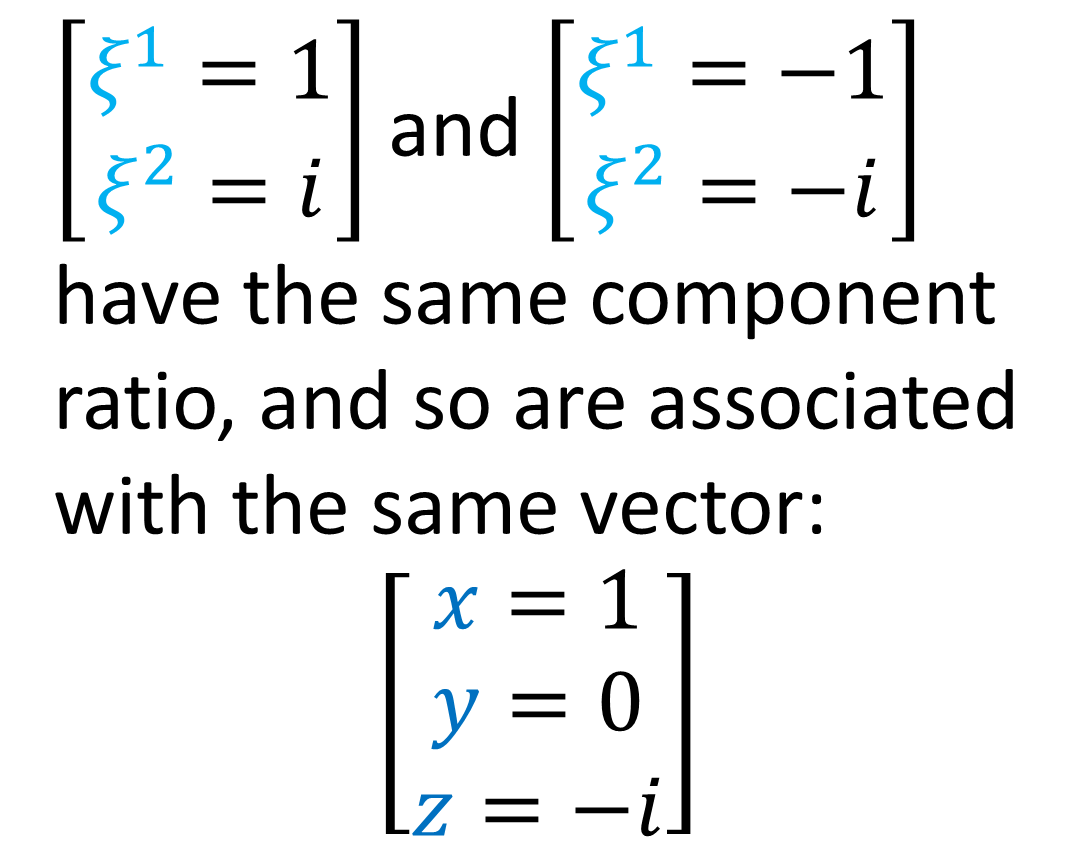 [ξ¹ = 1 ξ² = i] and [ξ¹ = −1 ξ² = −i]
have the same component
ratio, and so are associated
with the same vector:
x = 1
y = 0
z = −i